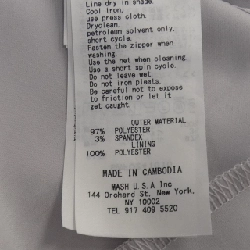 Line dry in shade.
Cool iron.
use press cloth.
Dryclean.
petroleum solvent only.
short cycle.
Fasten the zipper when
washing.
Use the net when cleaning
Use a short spin cycle.
Do not leave wet.
Do not iron plate.
Be careful not to expose
to friction or let it
get caught.
OUTER MATERIAL
97% POLYESTER
3% SPANDEX
LINING
100% POLYESTER
MADE IN CAMBODIA
MASH U.S.A Inc
144 Orchard St, New York,
NY 10002
TEL 917 409 5520